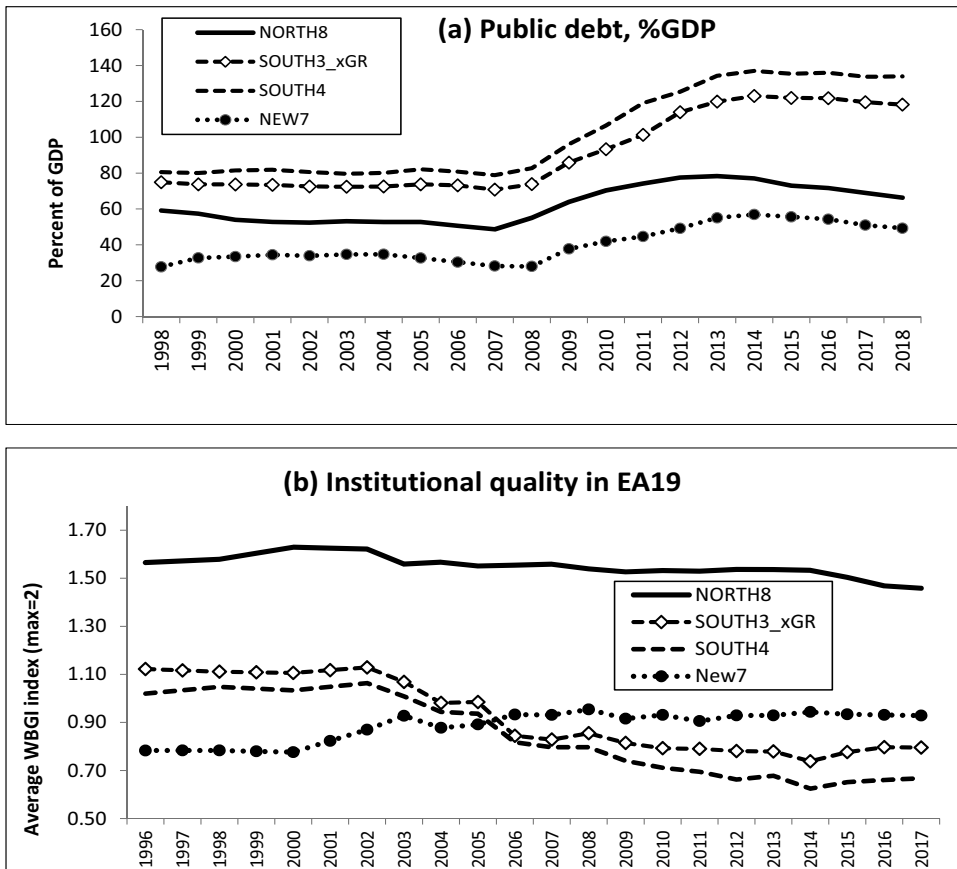 (a) Public debt, %GDP
Percent of GDP
160
140
120
100
80
60
40
20
0
NORTH8
SOUTH3_xGR
SOUTH4
NEW7
1998 1999 2000 2001 2002 2003 2004 2005 2006 2007 2008 2009 2010 2011 2012 2013 2014 2015 2016 2017 2018
(b) Institutional quality in EA19
Average WBGI index (max=2)
1.70
1.50
1.30
1.10
0.90
0.70
0.50
NORTH8
SOUTH3_xGR
SOUTH4
New7
1996 1997 1998 1999 2000 2001 2002 2003 2004 2005 2006 2007 2008 2009 2010 2011 2012 2013 2014 2015 2016 2017